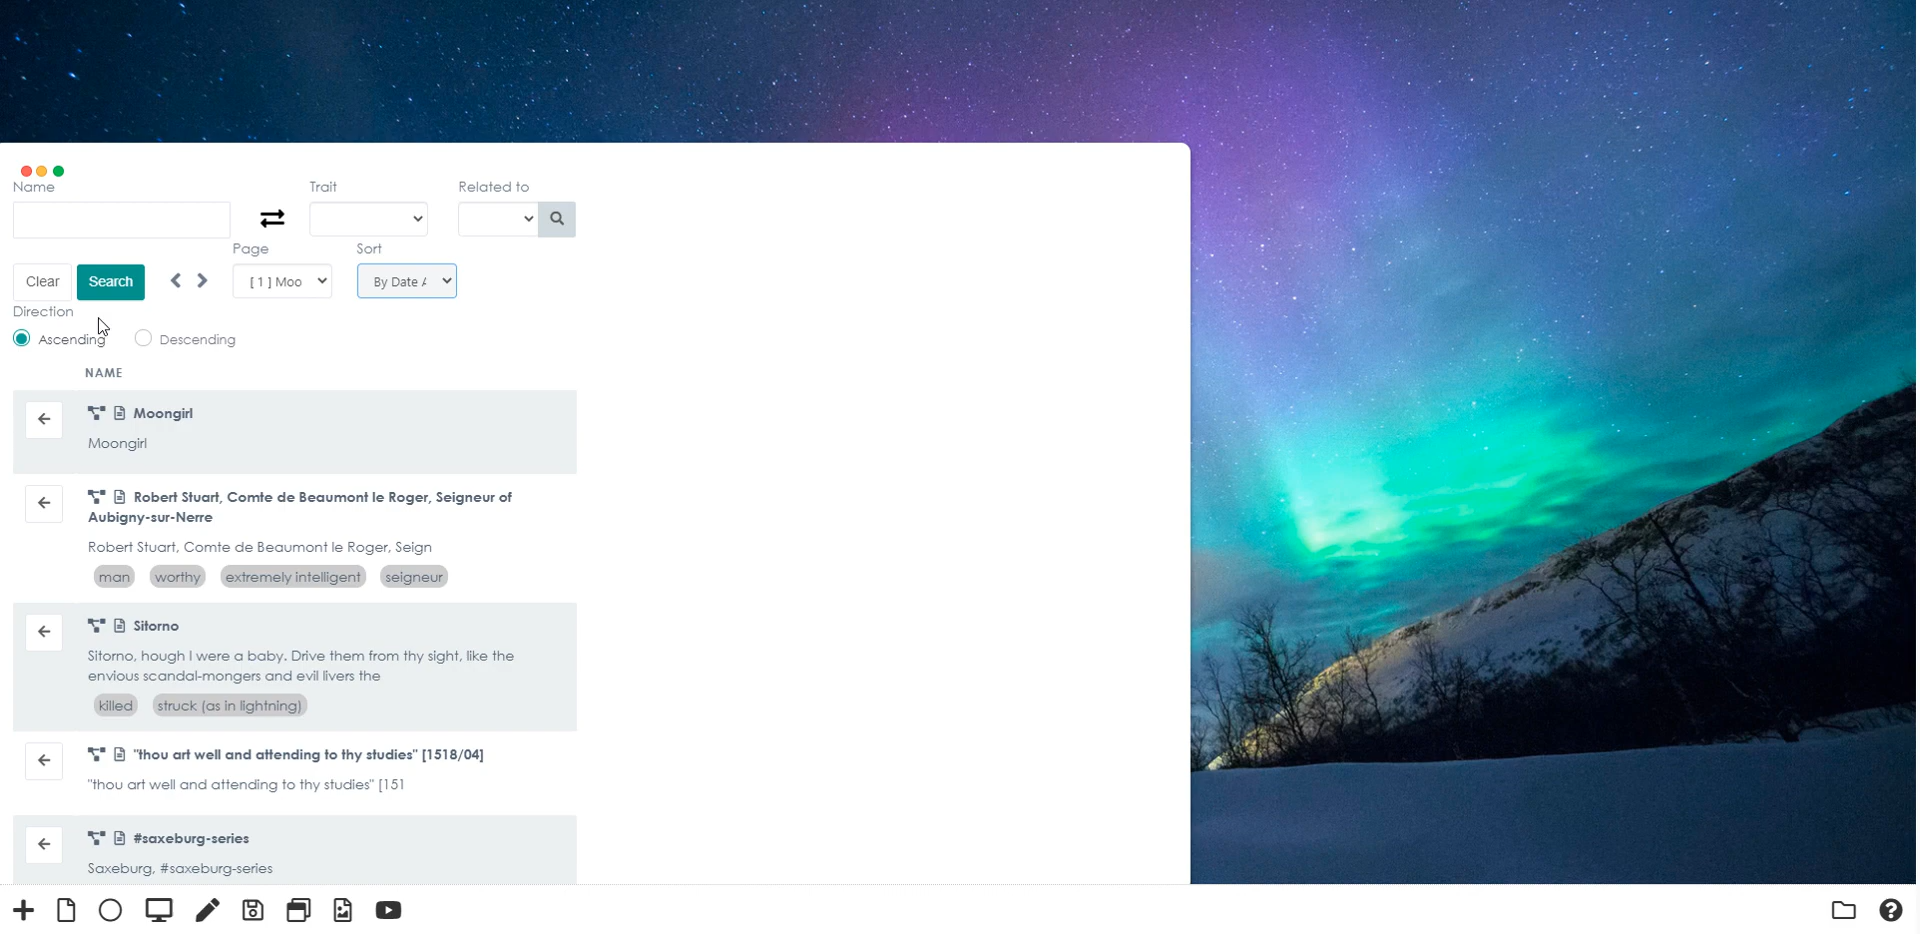 Name
Trait
Related to
Page
Sort
Clear
Search
[ 1 ] Moo
By Date A
Direction
Ascending
Descending
NAME
Moongirl
Moongirl
Robert Stuart, Comte de Beaumont le Roger, Seigneur of
Aubigny-sur-Nerre
Robert Stuart, Comte de Beaumont le Roger, Seign
man worthy extremely intelligent seigneur
Sitorno
Sitorno, hough I were a baby. Drive them from thy sight, like the
envious scandal-mongers and evil livers the
killed struck (as in lightning)
"thou art well and attending to thy studies" [1518/04]
"thou art well and attending to thy studies" [151
#saxeburg-series
Saxeburg, #saxeburg-series